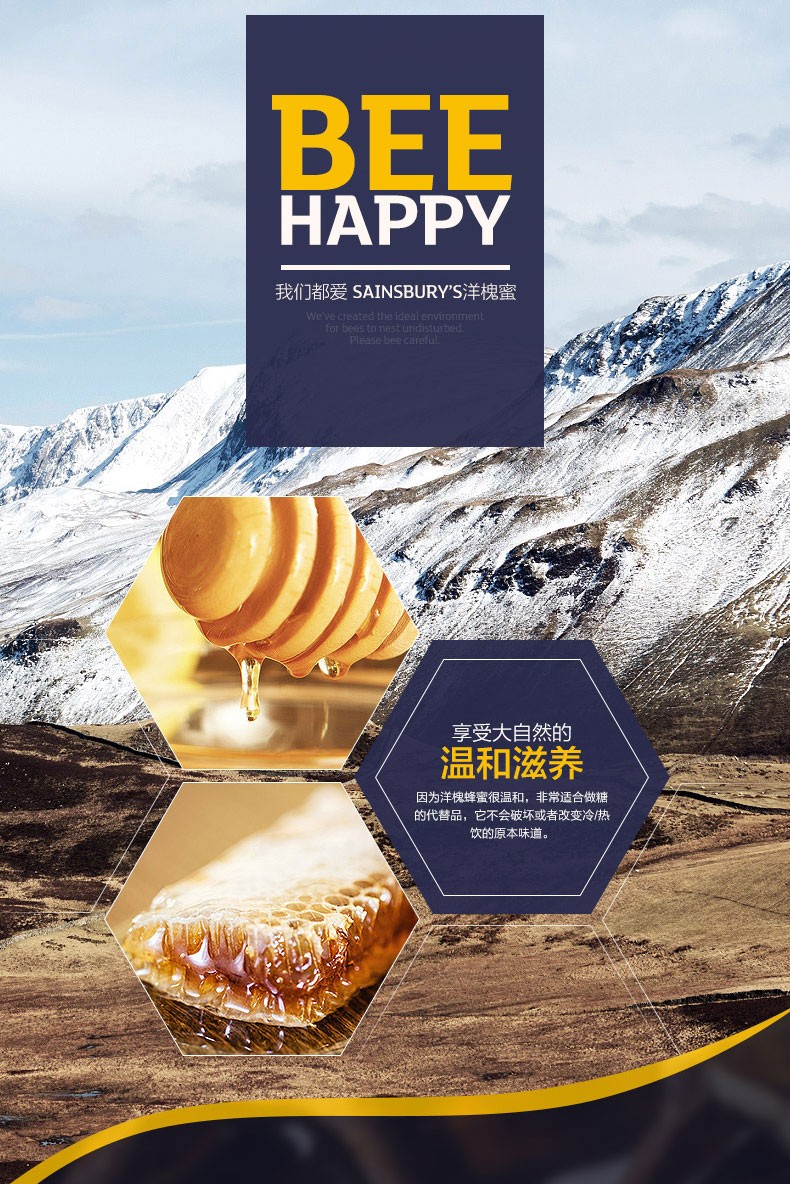 BEE
HAPPY
我们都爱 SAINSBURY'S洋槐蜜
We've created the ideal environment
for bees to nest undisturbed.
Please bee careful.
享受大自然的
温和滋养
因为洋槐蜂蜜很温和，非常适合做糖
的代替品，它不会破坏或者改变冷/热
饮的原本味道。